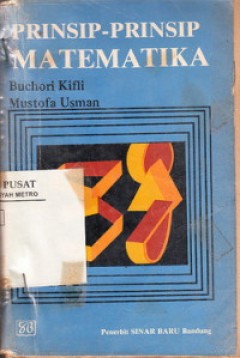 PRINSIP-PRINSIP
MATEMATIKA
Buchori Kifli
Mustofa Usman
PUSAT
YAH METRO
Penerbit SINAR BARU Bandung